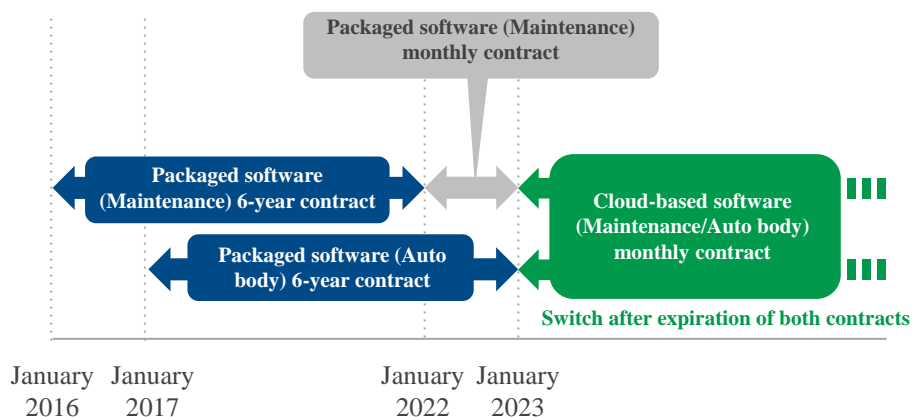 Packaged software (Maintenance)
monthly contract
Packaged software
(Maintenance) 6-year contract
Cloud-based software
(Maintenance/Auto body)
monthly contract
Packaged software (Auto
body) 6-year contract
Switch after expiration of both contracts
January
2016
January
2017
January
2022
January
2023